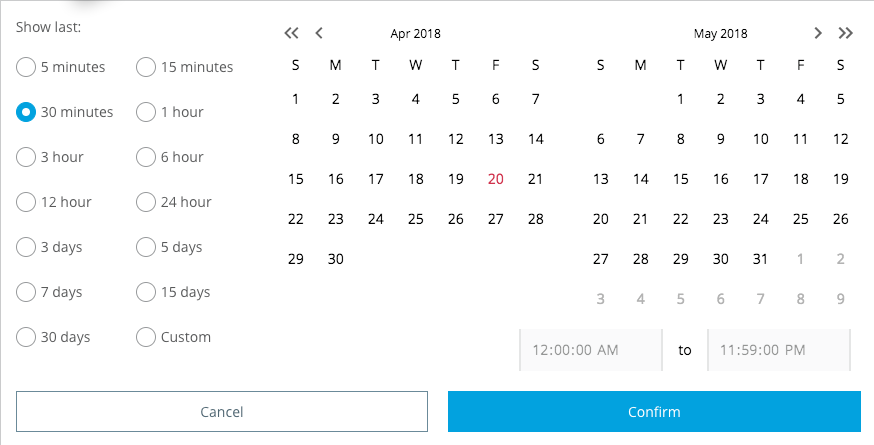 Show last:
5 minutes 15 minutes
30 minutes 1 hour
3 hour 6 hour
12 hour 24 hour
3 days 5 days
7 days 15 days
30 days Custom
Apr 2018
S M T W T F S
1 2 3 4 5 6 7
8 9 10 11 12 13 14
15 16 17 18 19 20 21
22 23 24 25 26 27 28
29 30
May 2018
S M T W T F S
1 2 3 4 5
6 7 8 9 10 11 12
13 14 15 16 17 18 19
20 21 22 23 24 25 26
27 28 29 30 31 1 2
3 4 5 6 7 8 9
12:00:00 AM to 11:59:00 PM
Cancel Confirm